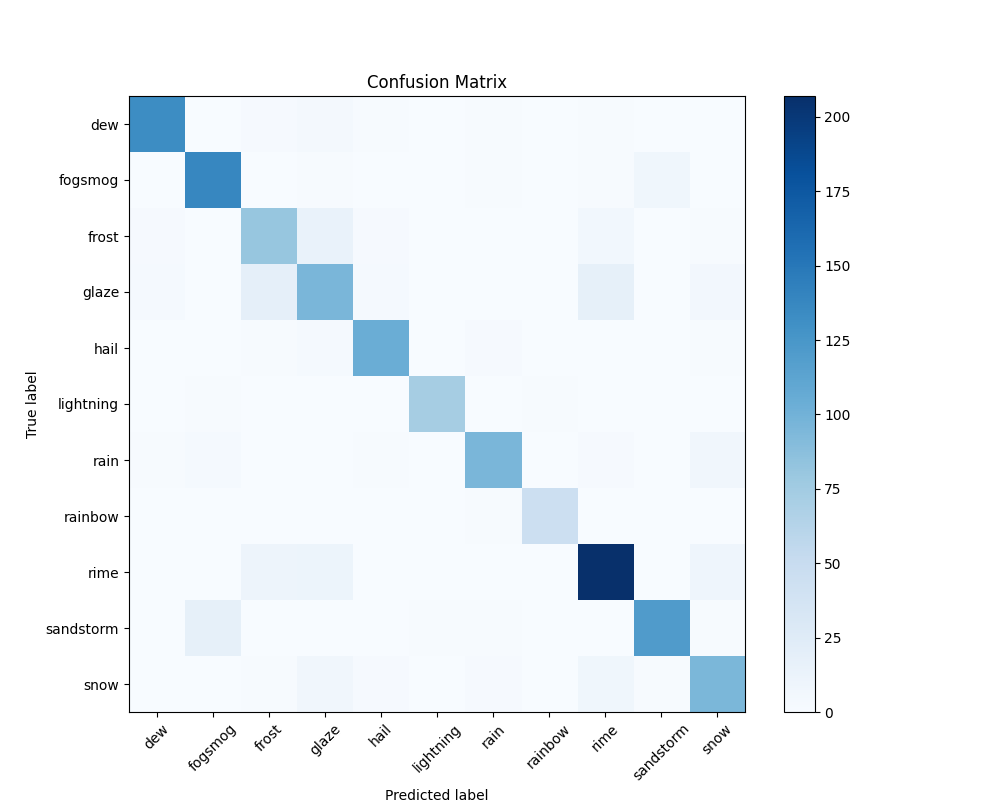 Confusion Matrix
True label
dew
fogsmog
frost
glaze
hail
lightning
rain
rainbow
rime
sandstorm
snow
dew fogsmog frost glaze hail lightning rain rainbow rime sandstorm snow
Predicted label
200
175
150
125
100
75
50
25
0